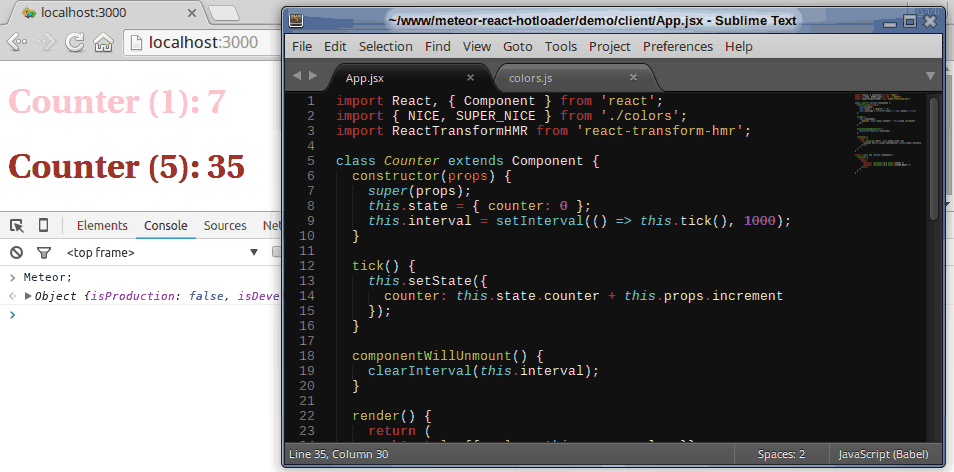 localhost:3000
localhost:3000
Counter (1): 7
Counter (5): 35
Elements Console Sources Network
<top frame>
Meteor;
Object {isProduction: false, isDeve
~/www/meteor-react-hotloader/demo/client/App.jsx - Sublime Text
File Edit Selection Find View Goto Tools Project Preferences Help
App.jsx colors.js
1 import React, { Component } from 'react';
2 import { NICE, SUPER_NICE } from './colors';
3 import ReactTransformHMR from 'react-transform-hmr';
4
5 class Counter extends Component {
6 constructor(props) {
7 super(props);
8 this.state = { counter: 0 };
9 this.interval = setInterval(() => this.tick(), 1000);
10 }
11
12 tick() {
13 this.setState({
14 counter: this.state.counter + this.props.increment
15 });
16 }
17
18 componentWillUnmount() {
19 clearInterval(this.interval);
20 }
21
22 render() {
23 return (
Line 35, Column 30 Spaces: 2 JavaScript (Babel)